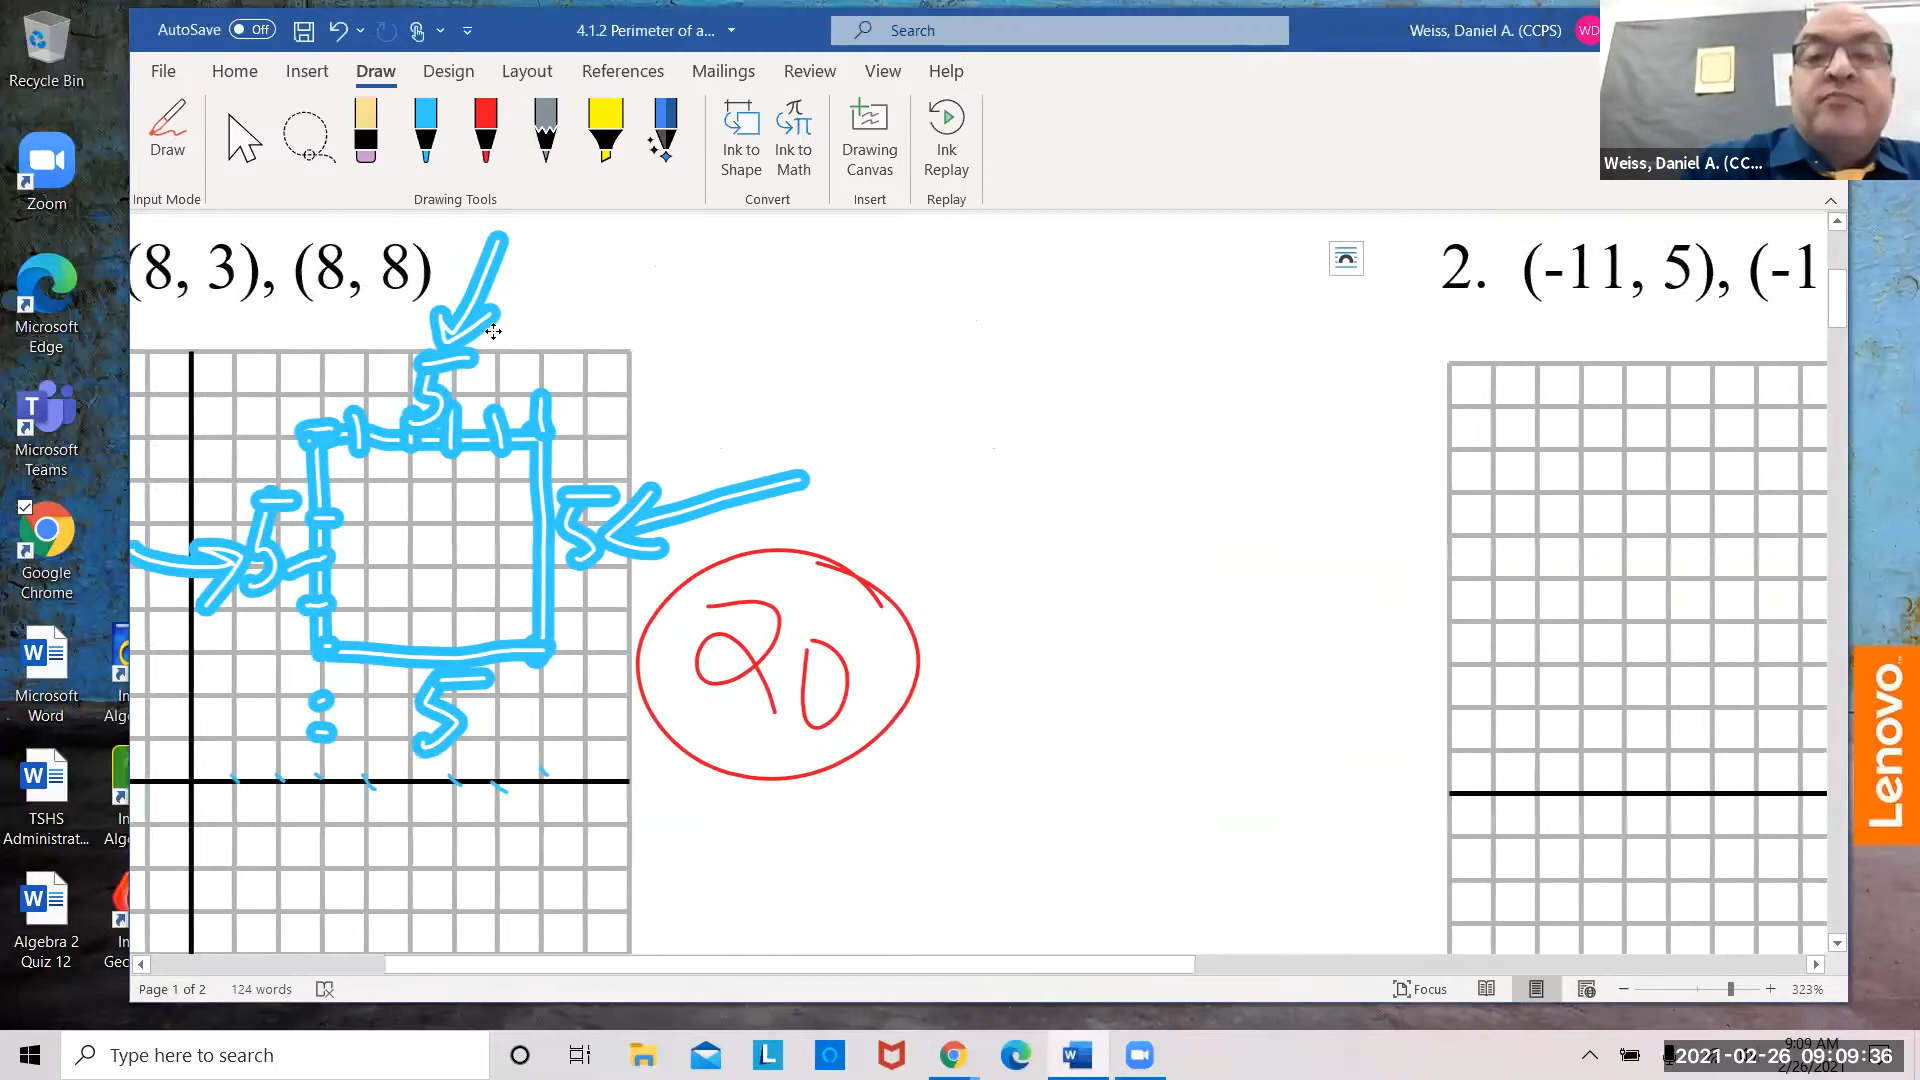 Recycle Bin
Zoom
Microsoft Edge
Microsoft Teams
Google Chrome
Microsoft Word
TSHS Administrat...
Algebra 2 Quiz 12
AutoSave Off
4.1.2 Perimeter of a...
Search
Weiss, Daniel A. (CCPS)
WD
File Home Insert Draw Design Layout References Mailings Review View Help
Draw
Ink to Shape
Ink to Math
Drawing Canvas
Ink Replay
Input Mode
Drawing Tools
Convert
Insert
Replay
Weiss, Daniel A. (CC...
(8, 3), (8, 8)
2. (-11, 5), (-1
5
5
5
5
20
Page 1 of 2 124 words
Focus
323%
Lenovo
Type here to search
9:09 AM
2021-02-26 09:09:36